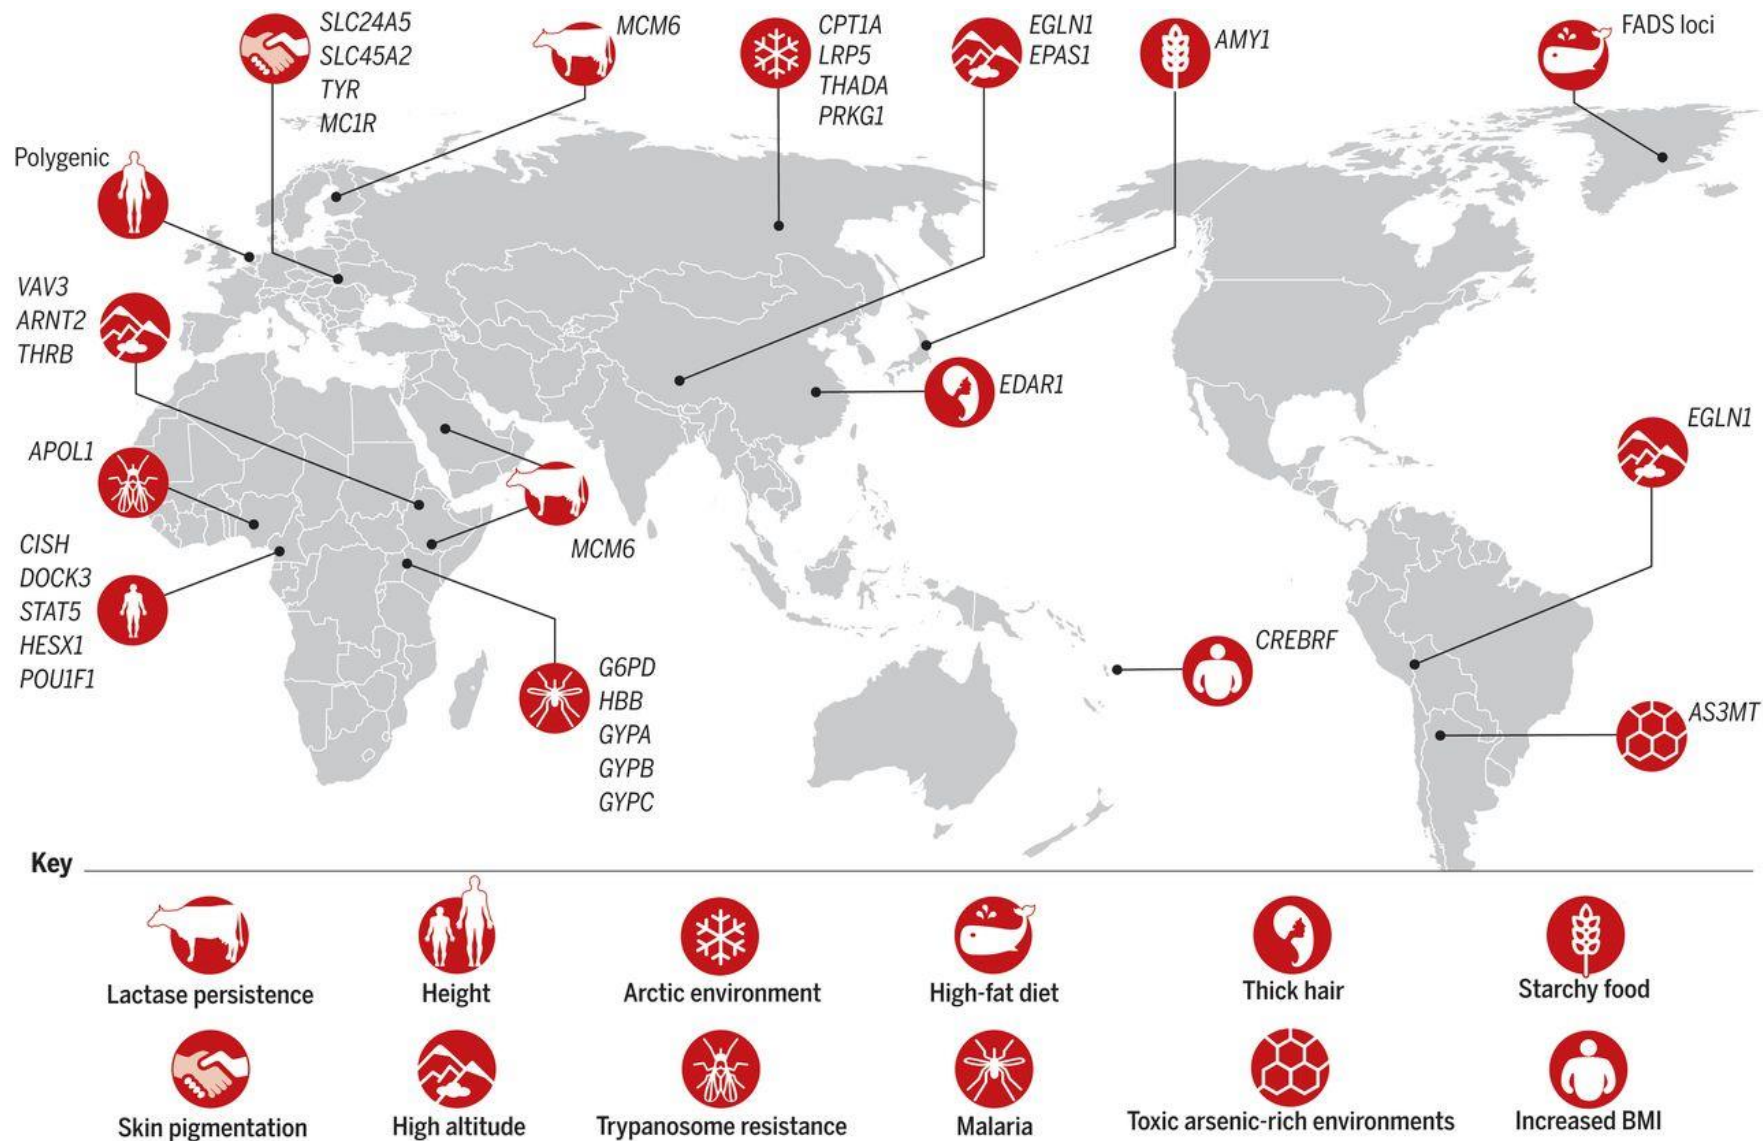 SLC24A5
SLC45A2
TYR
MC1R
MCM6
CPT1A
LRP5
THADA
PRKG1
EGLN1
EPAS1
AMY1
FADS loci
Polygenic
VAV3
ARNT2
THRB
EDAR1
EGLN1
APOL1
CISH
DOCK3
STAT5
HESX1
POU1F1
MCM6
G6PD
HBB
GYPA
GYPB
GYPC
CREBRF
AS3MT
Key
Lactase persistence
Height
Arctic environment
High-fat diet
Thick hair
Starchy food
Skin pigmentation
High altitude
Trypanosome resistance
Malaria
Toxic arsenic-rich environments
Increased BMI